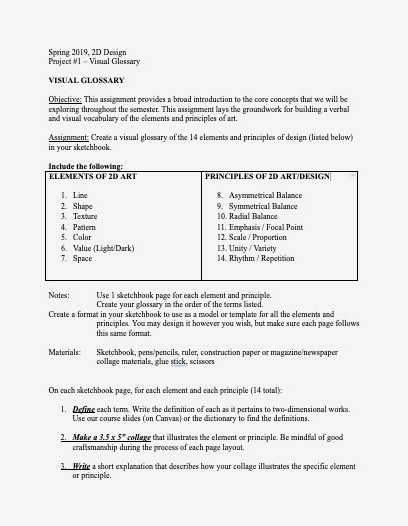 Spring 2019, 2D Design
Project #1 – Visual Glossary
VISUAL GLOSSARY
Objective: This assignment provides a broad introduction to the core concepts that we will be
exploring throughout the semester. This assignment lays the groundwork for building a verbal
and visual vocabulary of the elements and principles of art.
Assignment: Create a visual glossary of the 14 elements and principles of design (listed below)
in your sketchbook.
Include the following:
ELEMENTS OF 2D ART
1. Line
2. Shape
3. Texture
4. Pattern
5. Color
6. Value (Light/Dark)
7. Space
PRINCIPLES OF 2D ART/DESIGN
8. Asymmetrical Balance
9. Symmetrical Balance
10. Radial Balance
11. Emphasis / Focal Point
12. Scale / Proportion
13. Unity / Variety
14. Rhythm / Repetition
Notes: Use 1 sketchbook page for each element and principle.
Create your glossary in the order of the terms listed.
Create a format in your sketchbook to use as a model or template for all the elements and
principles. You may design it however you wish, but make sure each page follows
this same format.
Materials: Sketchbook, pens/pencils, ruler, construction paper or magazine/newspaper
collage materials, glue stick, scissors
On each sketchbook page, for each element and each principle (14 total):
1. Define each term. Write the definition of each as it pertains to two-dimensional works.
Use our course slides (on Canvas) or the dictionary to find the definitions.
2. Make a 3.5 x 5” collage that illustrates the element or principle. Be mindful of good
craftsmanship during the process of each page layout.
3. Write a short explanation that describes how your collage illustrates the specific element
or principle.